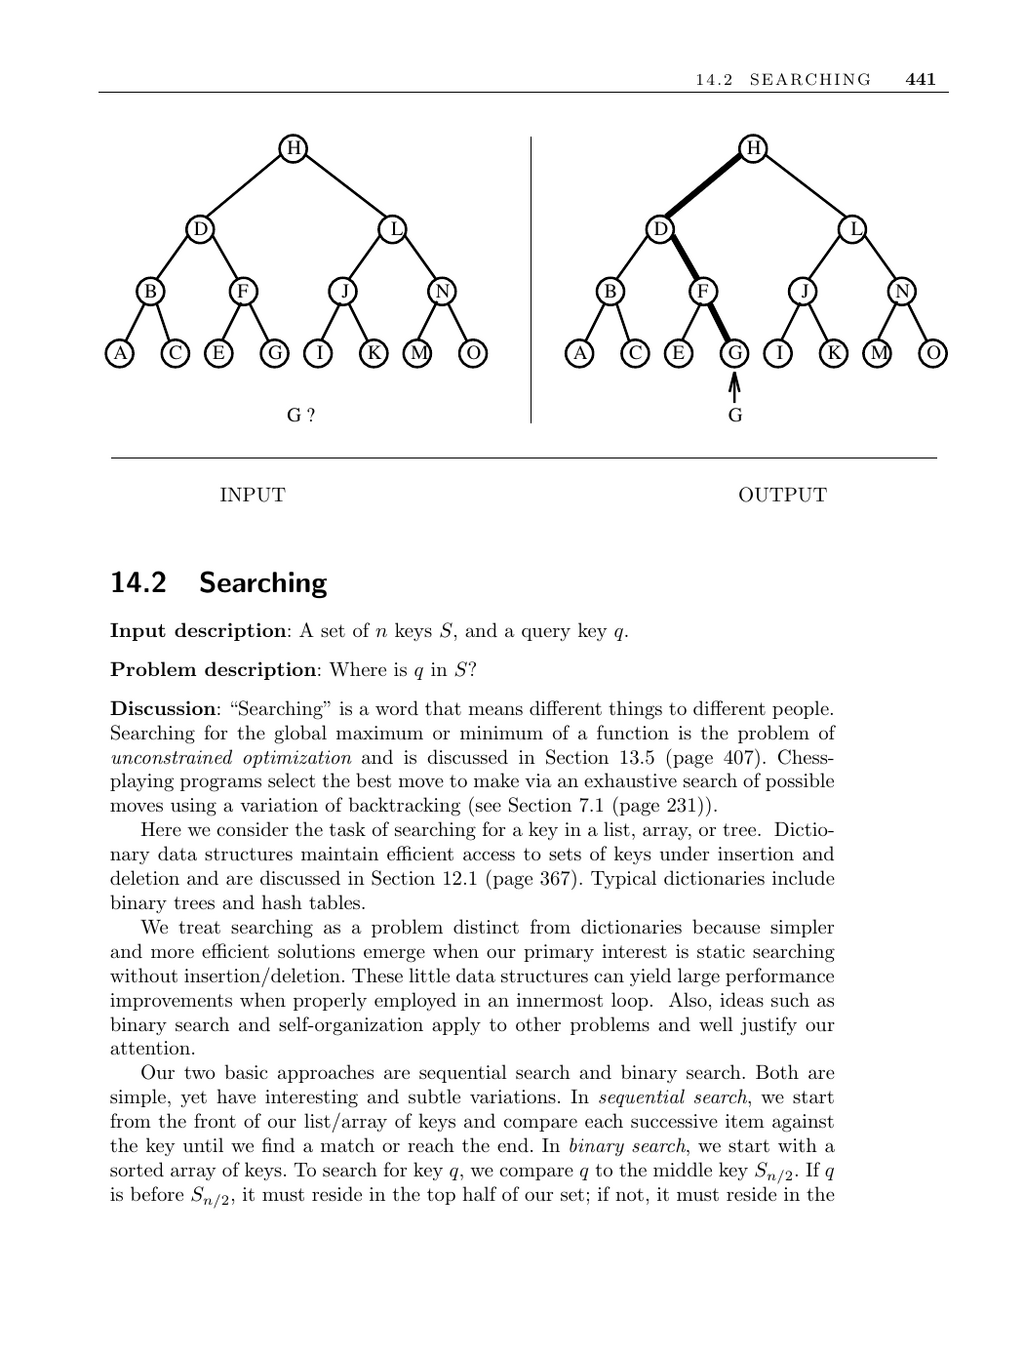 14.2 SEARCHING 441
H H
D L D L
B F J N B F J N
A C E G I K M O A C E G I K M O
G ? G
INPUT OUTPUT
14.2 Searching
Input description: A set of n keys S, and a query key q.
Problem description: Where is q in S?
Discussion: “Searching” is a word that means different things to different people.
Searching for the global maximum or minimum of a function is the problem of
unconstrained optimization and is discussed in Section 13.5 (page 407). Chess-
playing programs select the best move to make via an exhaustive search of possible
moves using a variation of backtracking (see Section 7.1 (page 231)).
Here we consider the task of searching for a key in a list, array, or tree. Dictio-
nary data structures maintain efficient access to sets of keys under insertion and
deletion and are discussed in Section 12.1 (page 367). Typical dictionaries include
binary trees and hash tables.
We treat searching as a problem distinct from dictionaries because simpler
and more efficient solutions emerge when our primary interest is static searching
without insertion/deletion. These little data structures can yield large performance
improvements when properly employed in an innermost loop. Also, ideas such as
binary search and self-organization apply to other problems and well justify our
attention.
Our two basic approaches are sequential search and binary search. Both are
simple, yet have interesting and subtle variations. In sequential search, we start
from the front of our list/array of keys and compare each successive item against
the key until we find a match or reach the end. In binary search, we start with a
sorted array of keys. To search for key q, we compare q to the middle key Sn/2. If q
is before Sn/2, it must reside in the top half of our set; if not, it must reside in the